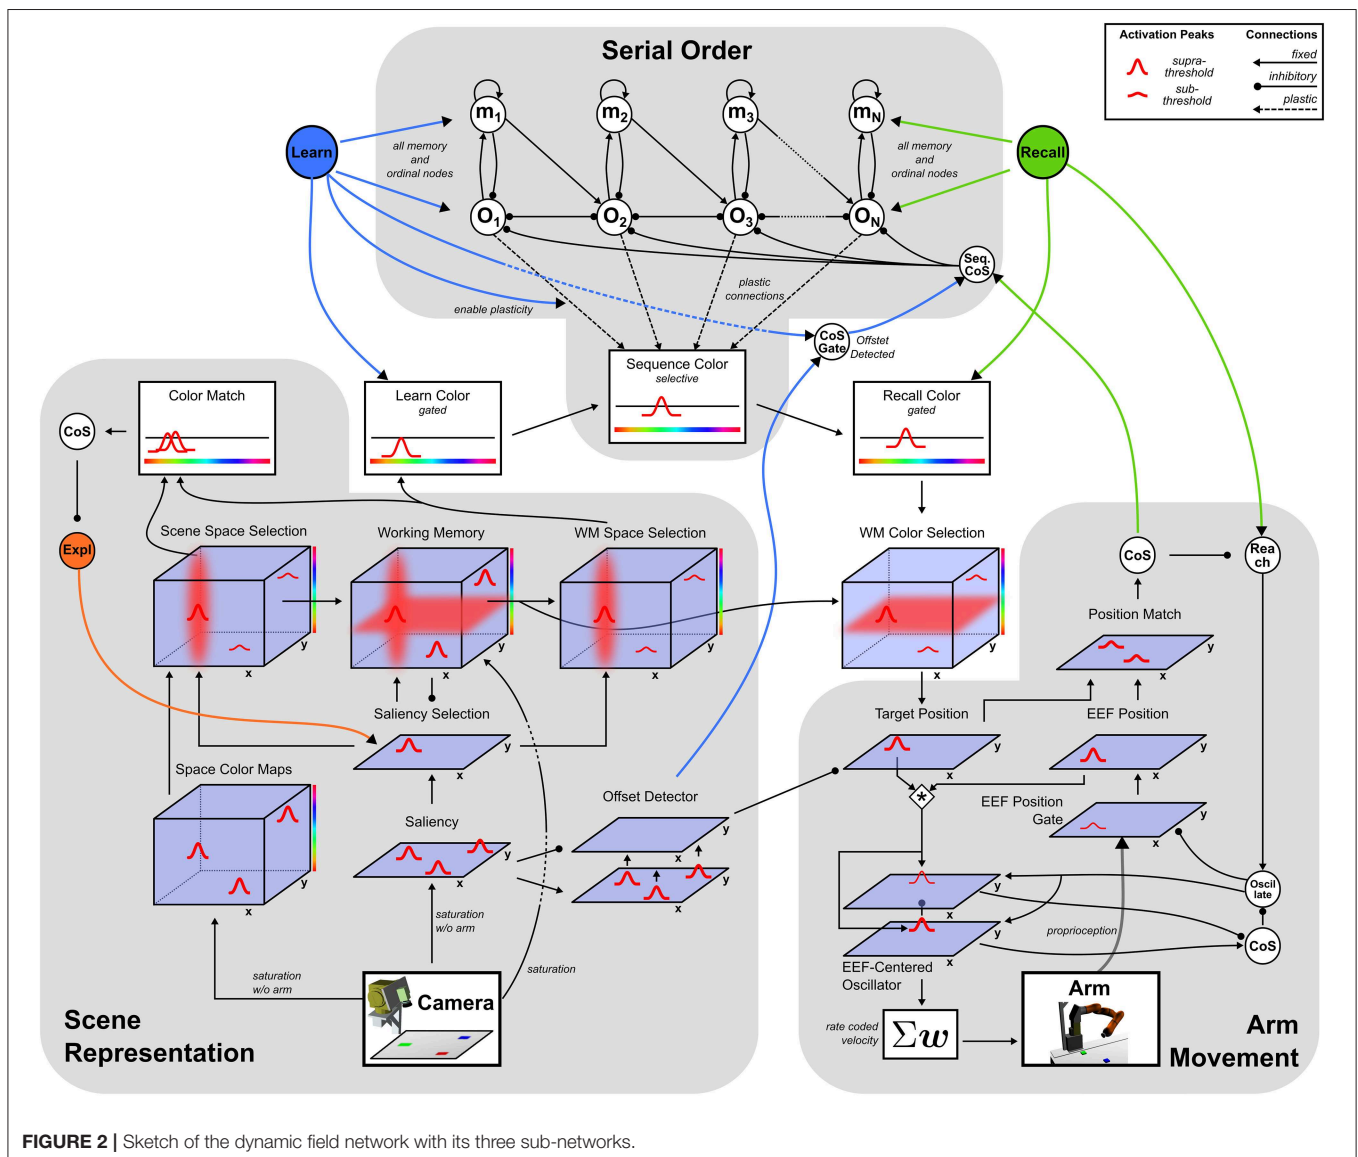 Serial Order
Activation Peaks
Connections
supra-
threshold
sub-
threshold
fixed
inhibitory
plastic
m1
m2
m3
mN
Learn
Recall
all memory
and
ordinal nodes
all memory
and
ordinal nodes
O1
O2
O3
ON
Seq.
CoS
enable plasticity
plastic
connections
CoS
Gate
Offstet
Detected
Sequence Color
selective
Color Match
Learn Color
gated
Recall Color
gated
CoS
Expl
Scene Space Selection
Working Memory
WM Space Selection
WM Color Selection
CoS
Rea
ch
x
y
x
y
x
y
x
y
Position Match
x
y
Saliency Selection
x
y
Target Position
x
y
EEF Position
x
y
Space Color Maps
x
y
Saliency
x
y
Offset Detector
x
y
x
y
*
EEF Position
Gate
x
y
x
y
x
y
Oscil
late
CoS
proprioception
saturation
w/o arm
saturation
w/o arm
saturation
EEF-Centered
Oscillator
Camera
Arm
rate coded
velocity
Σw
Scene
Representation
Arm
Movement
FIGURE 2 | Sketch of the dynamic field network with its three sub-networks.